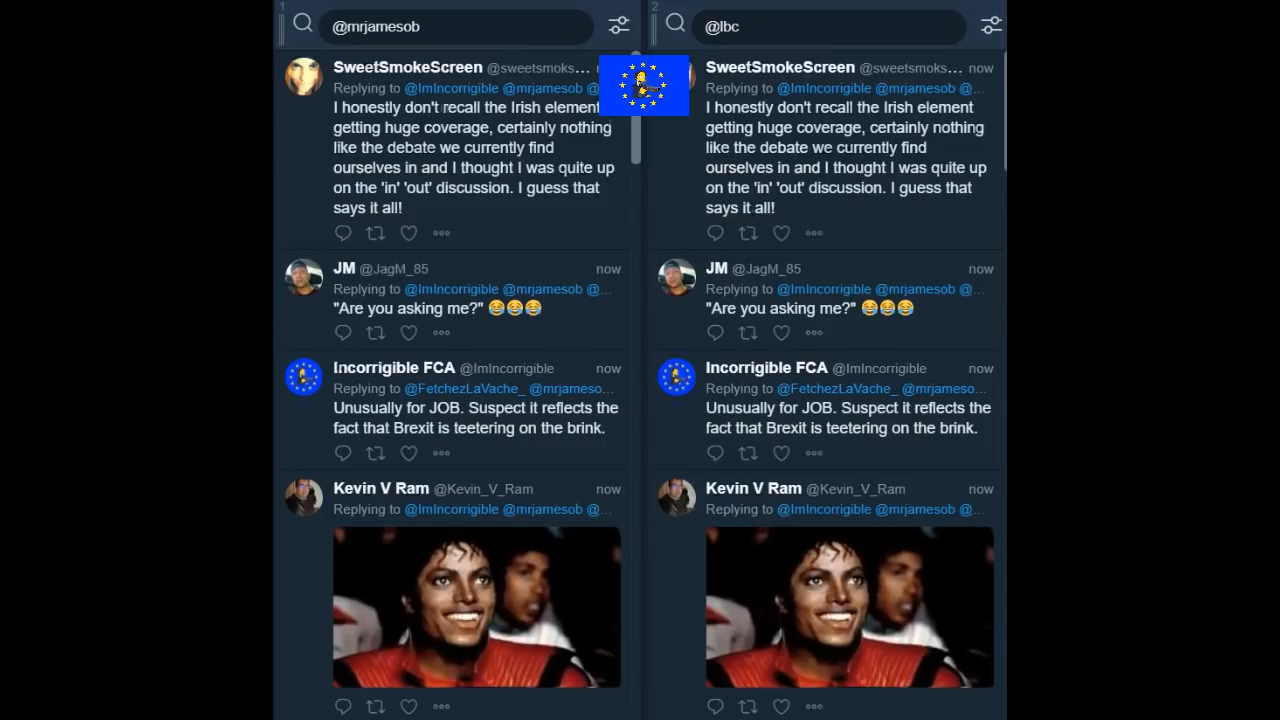 1
@mrjamesob
SweetSmokeScreen @sweetsmoks...
Replying to @ImIncorrigible @mrjamesob @
I honestly don't recall the Irish element
getting huge coverage, certainly nothing
like the debate we currently find
ourselves in and I thought I was quite up
on the 'in' 'out' discussion. I guess that
says it all!
JM @JagM_85 now
Replying to @ImIncorrigible @mrjamesob @...
"Are you asking me?" 😂😂😂
Incorrigible FCA @ImIncorrigible now
Replying to @FetchezLaVache_ @mrjameso...
Unusually for JOB. Suspect it reflects the
fact that Brexit is teetering on the brink.
Kevin V Ram @Kevin_V_Ram now
Replying to @ImIncorrigible @mrjamesob @...
2
@lbc
SweetSmokeScreen @sweetsmoks... now
Replying to @ImIncorrigible @mrjamesob @...
I honestly don't recall the Irish element
getting huge coverage, certainly nothing
like the debate we currently find
ourselves in and I thought I was quite up
on the 'in' 'out' discussion. I guess that
says it all!
JM @JagM_85 now
Replying to @ImIncorrigible @mrjamesob @...
"Are you asking me?" 😂😂😂
Incorrigible FCA @ImIncorrigible now
Replying to @FetchezLaVache_ @mrjameso...
Unusually for JOB. Suspect it reflects the
fact that Brexit is teetering on the brink.
Kevin V Ram @Kevin_V_Ram now
Replying to @ImIncorrigible @mrjamesob @...